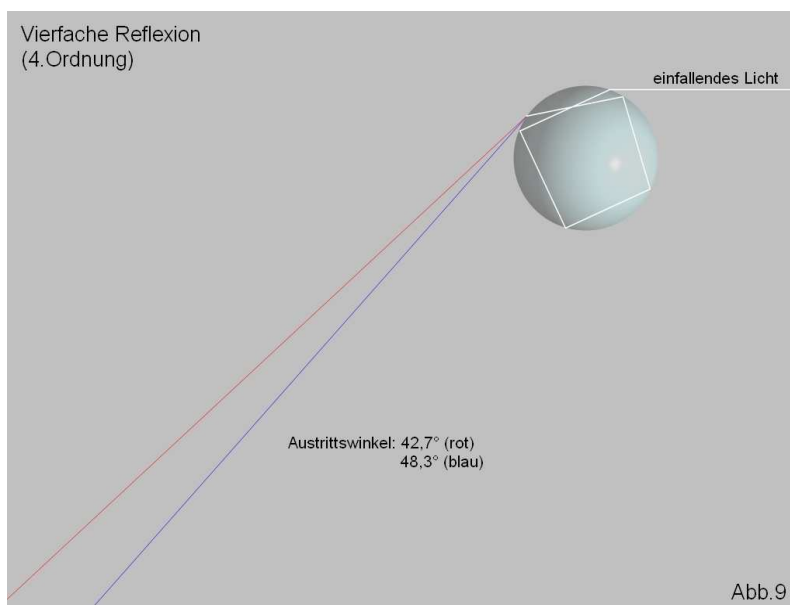 Vierfache Reflexion
(4.Ordnung)
einfallendes Licht
Austrittswinkel: 42,7° (rot)
48,3° (blau)
Abb.9